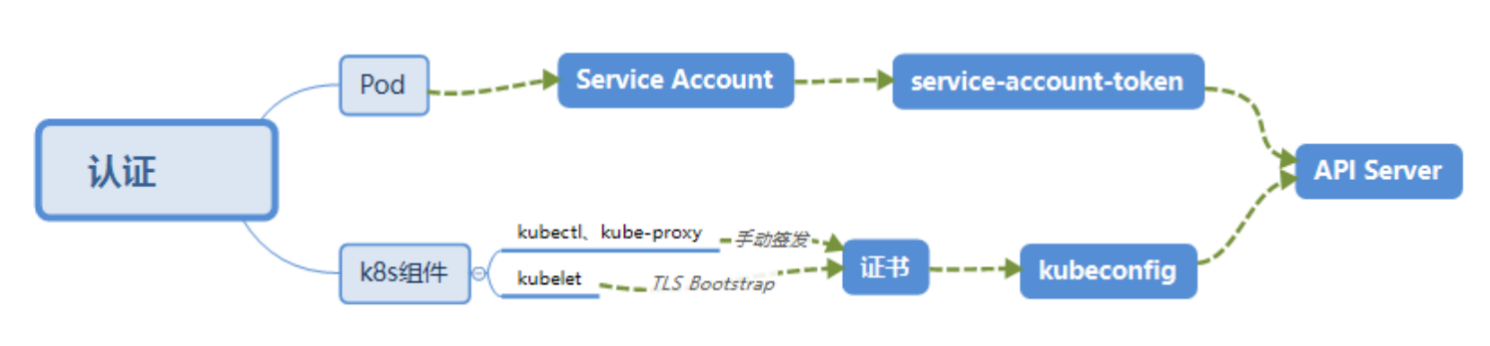 认证
Pod
Service Account
service-account-token
API Server
k8s组件
kubectl、kube-proxy
手动签发
kubelet
TLS Bootstrap
证书
kubeconfig